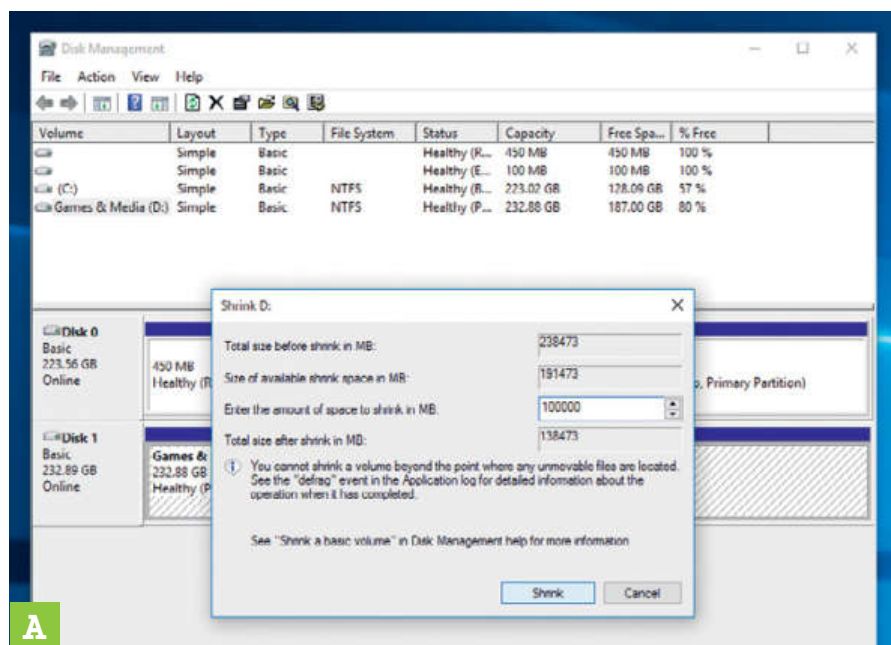 Disk Management
File Action View Help
Volume Layout Type File System Status Capacity Free Spa... % Free
Simple Basic Healthy (R... 450 MB 450 MB 100 %
Simple Basic Healthy (E... 100 MB 100 MB 100 %
(C:) Simple Basic NTFS Healthy (B... 223.02 GB 128.09 GB 57 %
Games & Media (D:) Simple Basic NTFS Healthy (P... 232.88 GB 187.00 GB 80 %
Shrink D:
Total size before shrink in MB: 238473
Size of available shrink space in MB: 191473
Enter the amount of space to shrink in MB: 100000
Total size after shrink in MB: 138473
You cannot shrink a volume beyond the point where any unmovable files are located.
See the "defrag" event in the Application log for detailed information about the
operation when it has completed.
See "Shrink a basic volume" in Disk Management help for more information
Shrink Cancel
Disk 0
Basic
223.56 GB
Online
450 MB
Healthy (R
, Primary Partition)
Disk 1
Basic
232.89 GB
Online
Games &
232.88 GB
Healthy (P
A